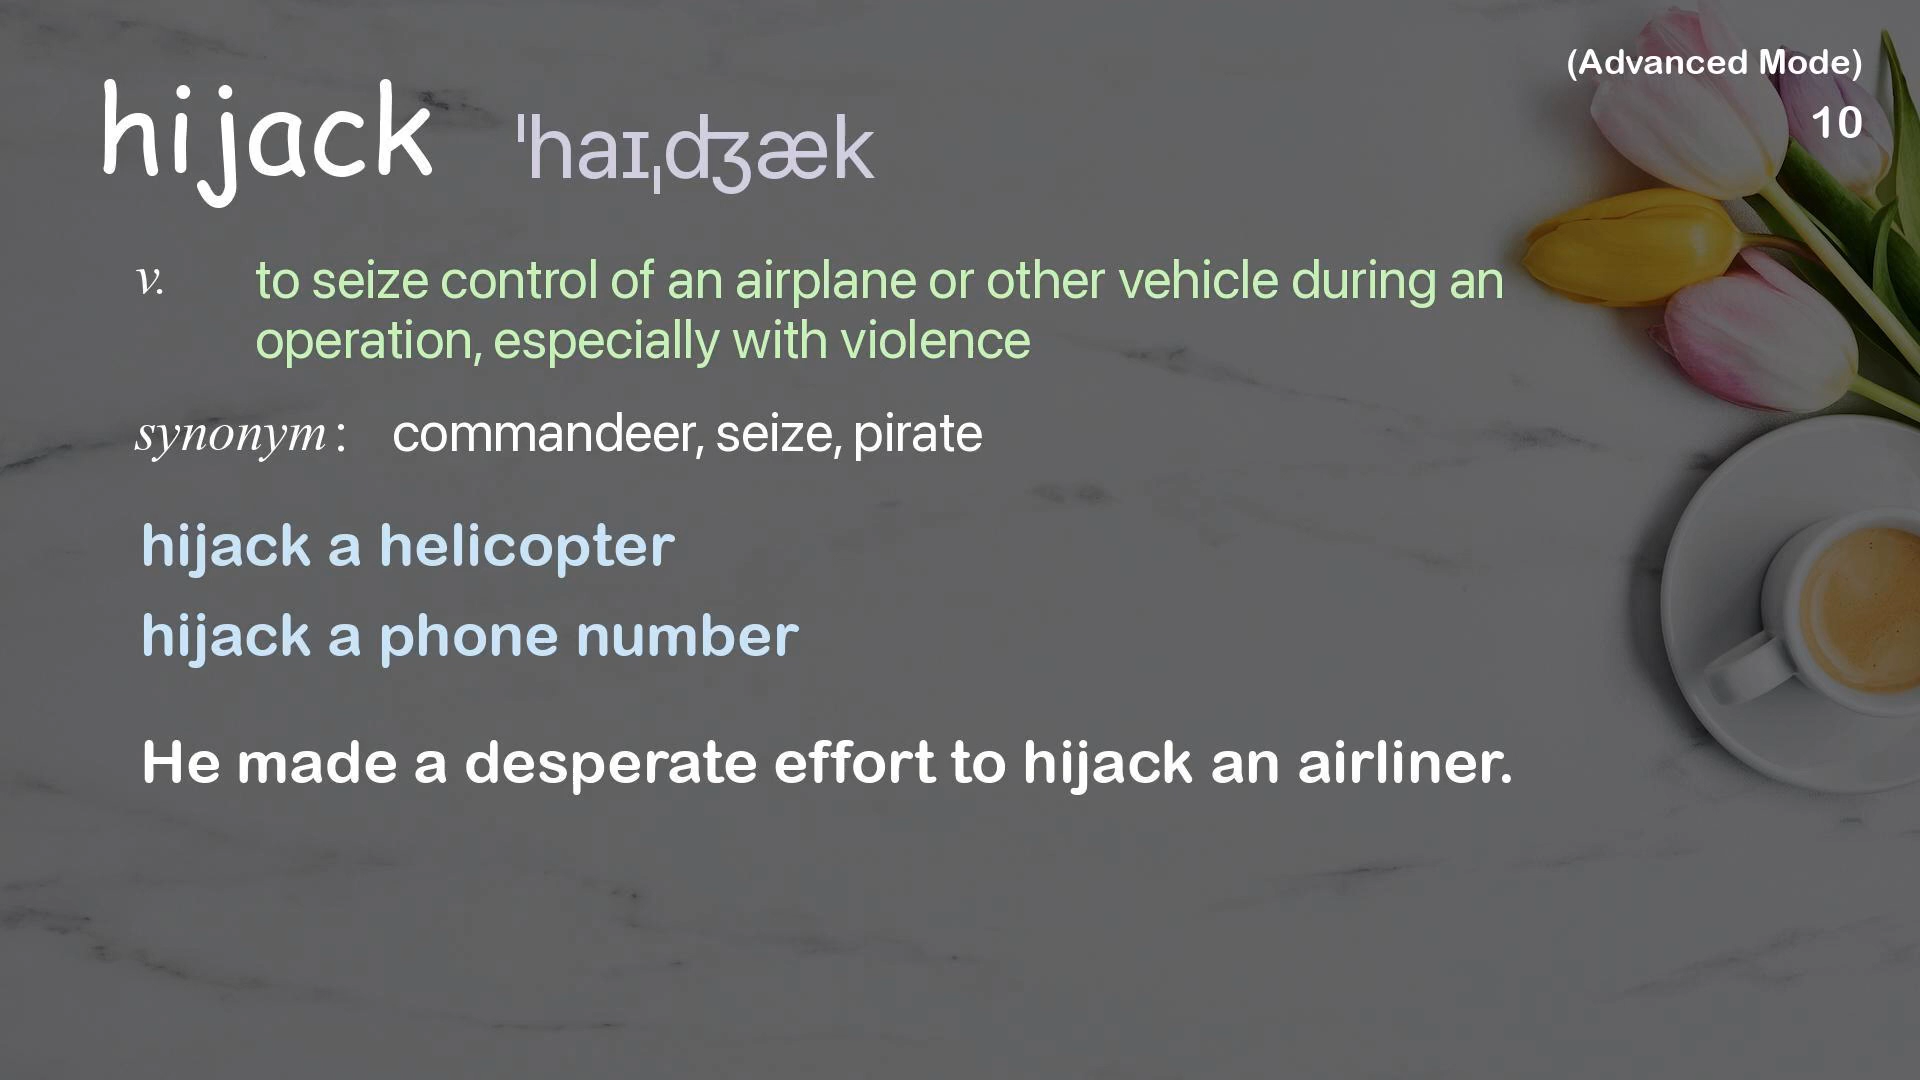 (Advanced Mode)
10
hijack ˈhaɪˌdʒæk
v. to seize control of an airplane or other vehicle during an
operation, especially with violence
synonym: commandeer, seize, pirate
hijack a helicopter
hijack a phone number
He made a desperate effort to hijack an airliner.